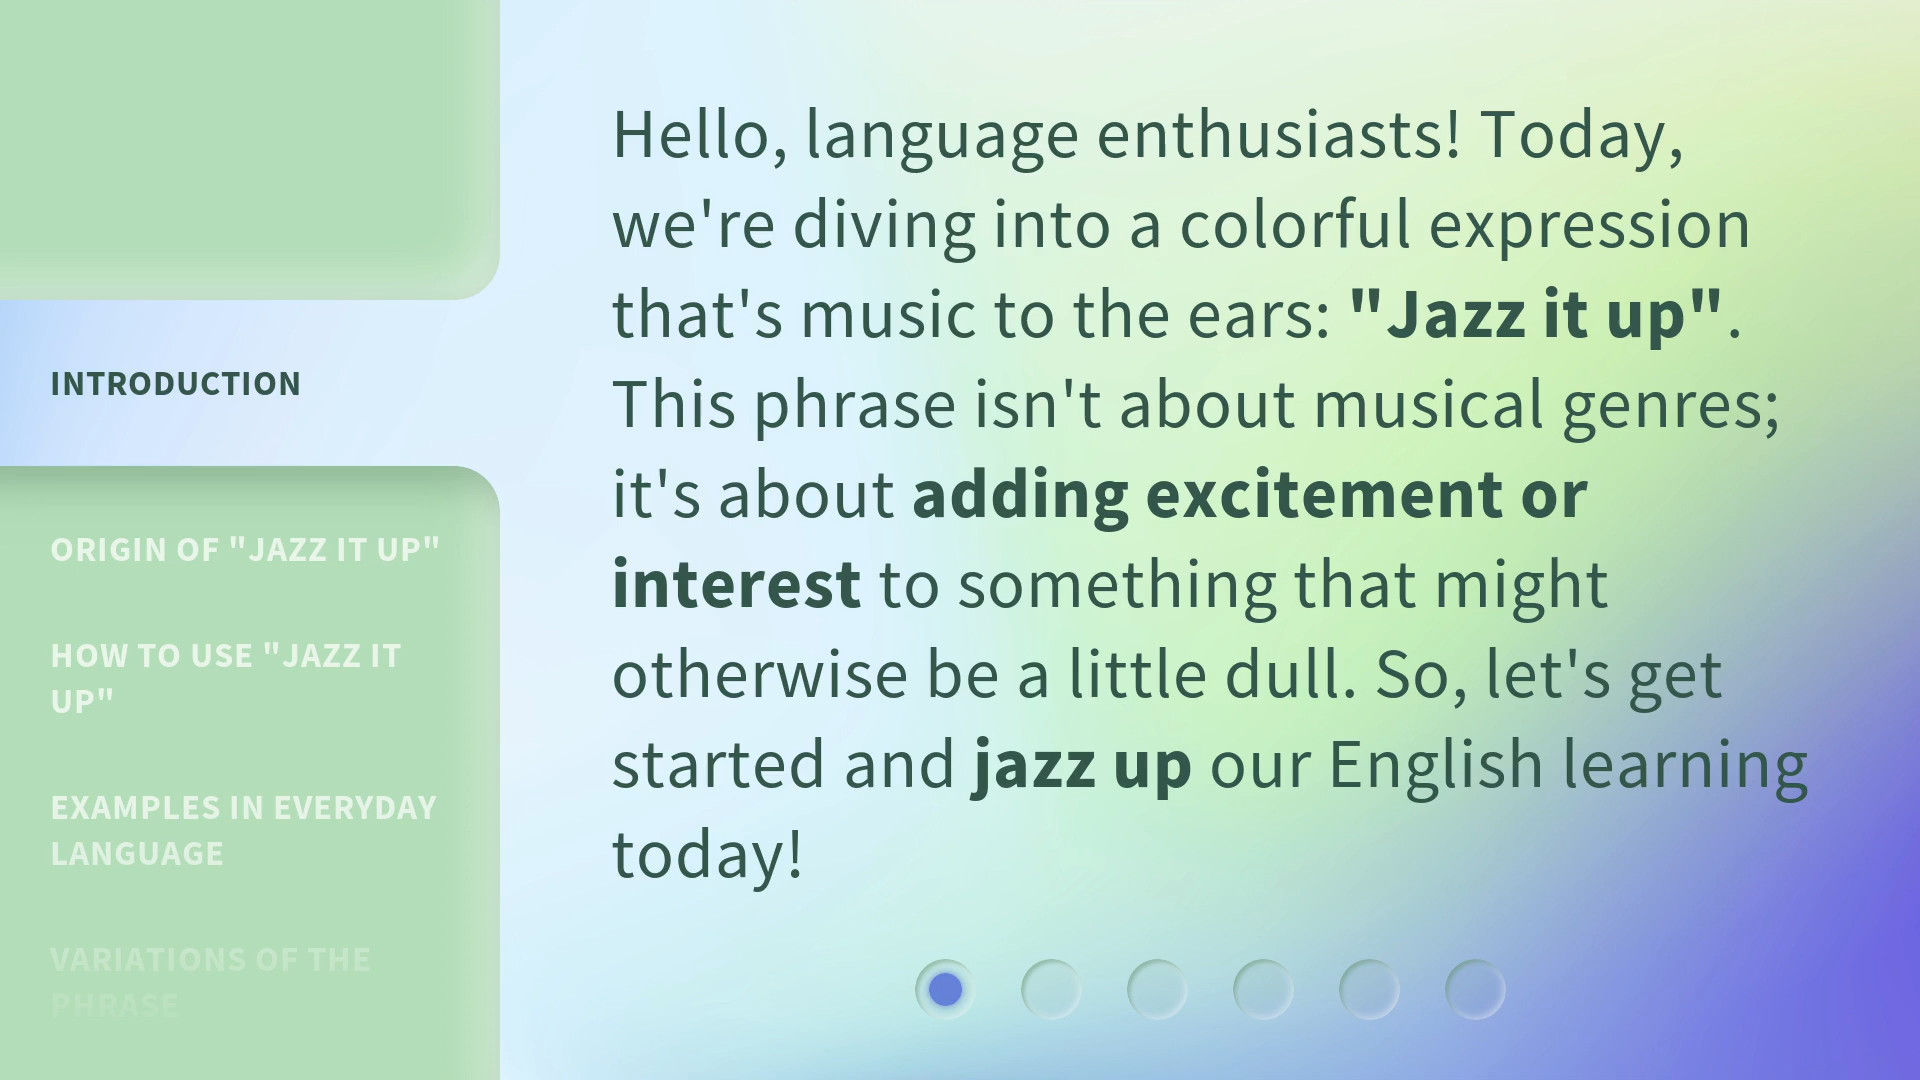 INTRODUCTION
ORIGIN OF "JAZZ IT UP"
HOW TO USE "JAZZ IT
UP"
EXAMPLES IN EVERYDAY
LANGUAGE
VARIATIONS OF THE
PHRASE
Hello, language enthusiasts! Today,
we're diving into a colorful expression
that's music to the ears: "Jazz it up".
This phrase isn't about musical genres;
it's about adding excitement or
interest to something that might
otherwise be a little dull. So, let's get
started and jazz up our English learning
today!